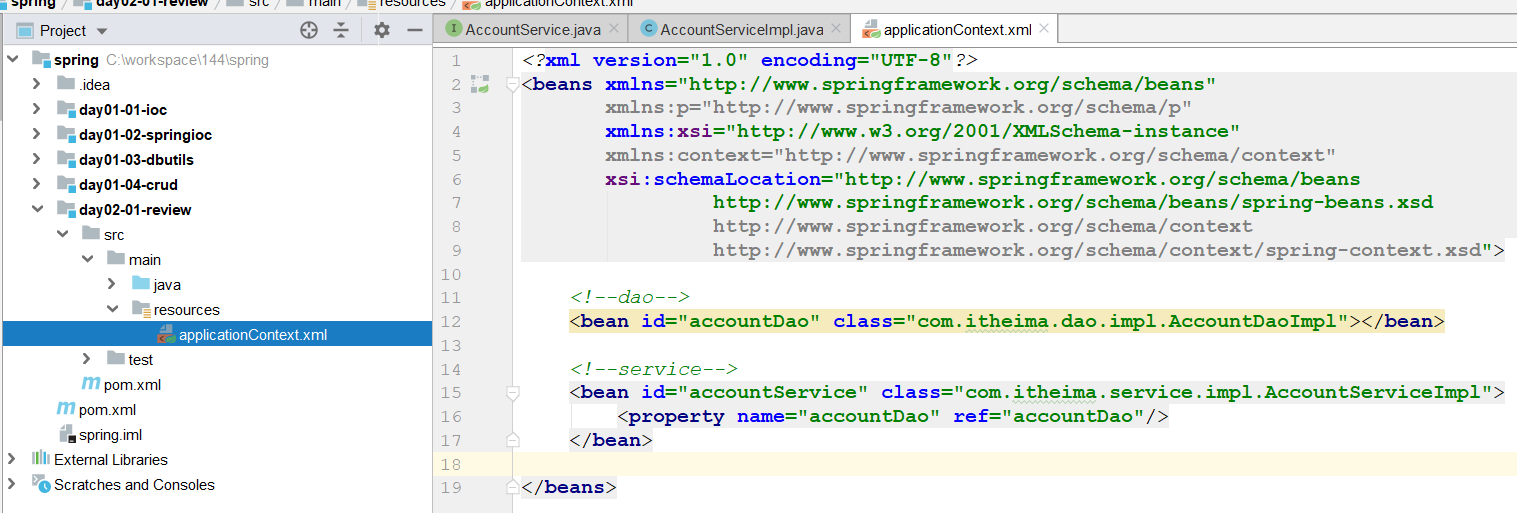 spring day02-01-review src main resources applicationContext.xml
Project
AccountService.java AccountServiceImpl.java applicationContext.xml
spring C:\workspace\144\spring
.idea
day01-01-ioc
day01-02-springioc
day01-03-dbutils
day01-04-crud
day02-01-review
src
main
java
resources
applicationContext.xml
test
pom.xml
pom.xml
spring.iml
External Libraries
Scratches and Consoles
1 <?xml version="1.0" encoding="UTF-8"?>
2 <beans xmlns="http://www.springframework.org/schema/beans"
3 xmlns:p="http://www.springframework.org/schema/p"
4 xmlns:xsi="http://www.w3.org/2001/XMLSchema-instance"
5 xmlns:context="http://www.springframework.org/schema/context"
6 xsi:schemaLocation="http://www.springframework.org/schema/beans
7 http://www.springframework.org/schema/beans/spring-beans.xsd
8 http://www.springframework.org/schema/context
9 http://www.springframework.org/schema/context/spring-context.xsd">
10
11 <!--dao-->
12 <bean id="accountDao" class="com.itheima.dao.impl.AccountDaoImpl"></bean>
13
14 <!--service-->
15 <bean id="accountService" class="com.itheima.service.impl.AccountServiceImpl">
16 <property name="accountDao" ref="accountDao"/>
17 </bean>
18
19 </beans>